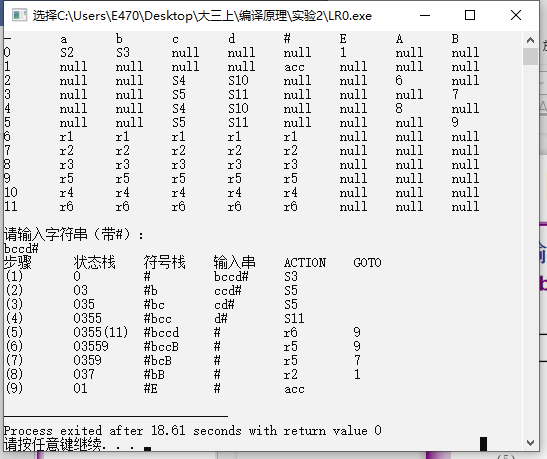 选择C:\Users\E470\Desktop\大三上\编译原理\实验2\LR0.exe
— a b c d # E A B
0 S2 S3 null null null 1 null null
1 null null null null acc null null null
2 null null S4 S10 null null 6 null
3 null null S5 S11 null null null 7
4 null null S4 S10 null null 8 null
5 null null S5 S11 null null null 9
6 r1 r1 r1 r1 r1 null null null
7 r2 r2 r2 r2 r2 null null null
8 r3 r3 r3 r3 r3 null null null
9 r5 r5 r5 r5 r5 null null null
10 r4 r4 r4 r4 r4 null null null
11 r6 r6 r6 r6 r6 null null null
请输入字符串（带#）：
bccd#
步骤 状态栈 符号栈 输入串 ACTION GOTO
(1) 0 # bccd# S3
(2) 03 #b ccd# S5
(3) 035 #bc cd# S5
(4) 0355 #bcc d# S11
(5) 0355(11) #bccd # r6 9
(6) 03559 #bccB # r5 9
(7) 0359 #bcB # r5 7
(8) 037 #bB # r2 1
(9) 01 #E # acc
Process exited after 18.61 seconds with return value 0
请按任意键继续. . .